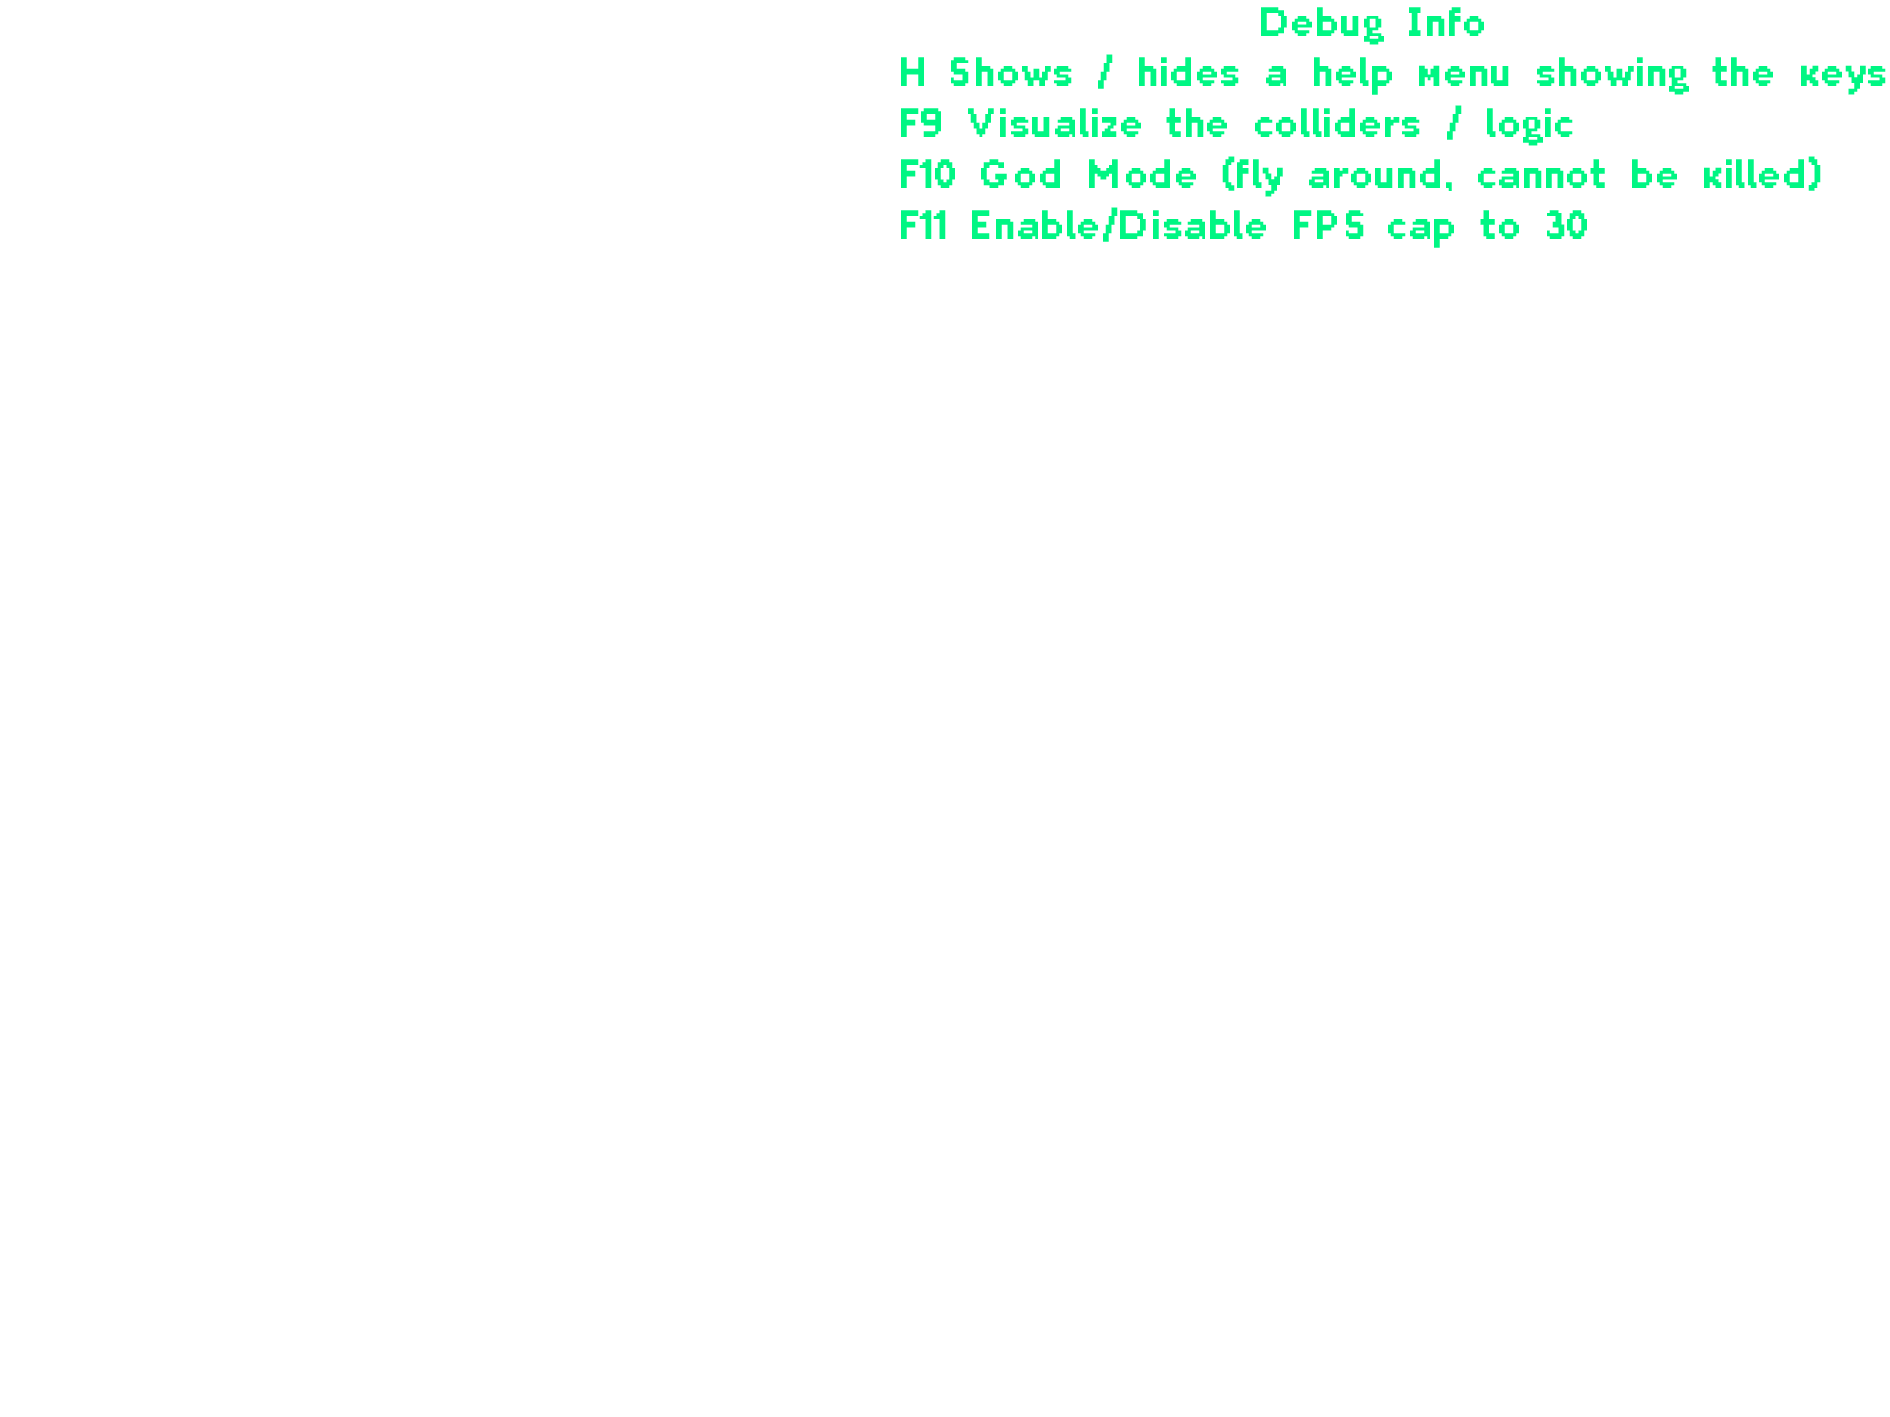 Debug Info
H Shows / hides a help menu showing the keys
F9 Visualize the colliders / logic
F10 God Mode (fly around, cannot be killed)
F11 Enable/Disable FPS cap to 30